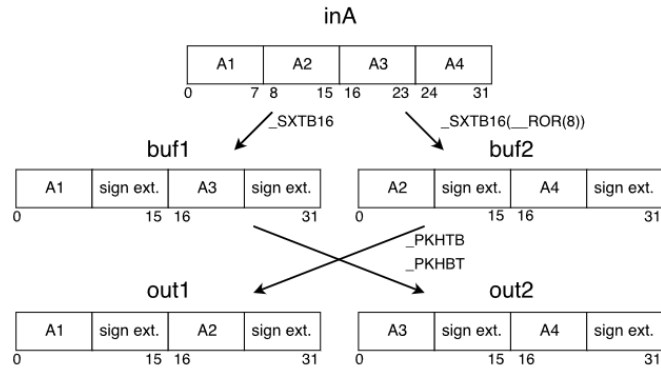 inA
A1 A2 A3 A4
0 7 8 15 16 23 24 31
_SXTB16 _SXTB16(__ROR(8))
buf1 buf2
A1 sign ext. A3 sign ext. A2 sign ext. A4 sign ext.
0 15 16 31 0 15 16 31
_PKHTB
_PKHBT
out1 out2
A1 sign ext. A2 sign ext. A3 sign ext. A4 sign ext.
0 15 16 31 0 15 16 31